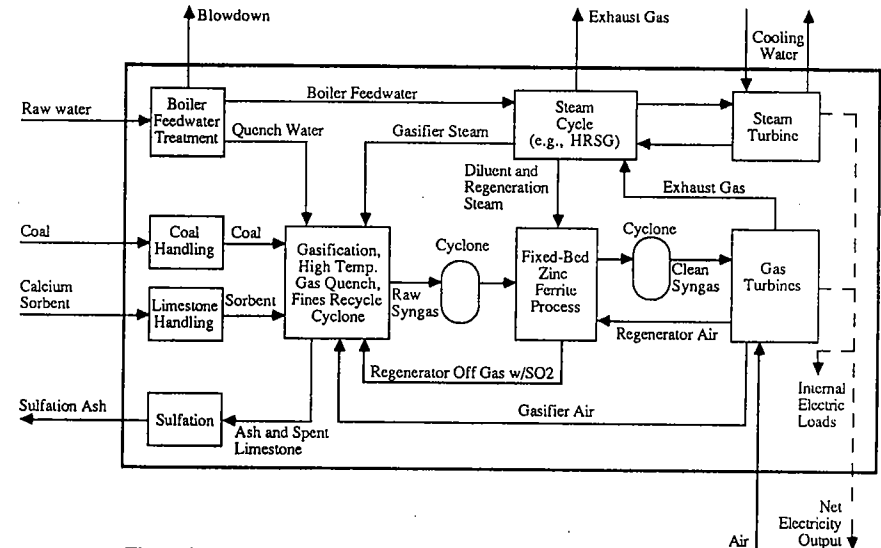 Blowdown
Exhaust Gas
Cooling
Water
Raw water
Boiler
Feedwater
Treatment
Boiler Feedwater
Quench Water
Gasifier Steam
Steam
Cycle
(e.g., HRSG)
Steam
Turbine
Diluent and
Regeneration
Steam
Exhaust Gas
Coal
Coal
Handling
Coal
Calcium
Sorbent
Limestone
Handling
Sorbent
Gasification,
High Temp.
Gas Quench,
Fines Recycle
Cyclone
Raw
Syngas
Cyclone
Fixed-Bed
Zinc
Ferrite
Process
Cyclone
Clean
Syngas
Gas
Turbines
Regenerator Air
Regenerator Off Gas w/SO2
Gasifier Air
Internal
Electric
Loads
Sulfation Ash
Sulfation
Ash and Spent
Limestone
Net
Electricity
Output
Air